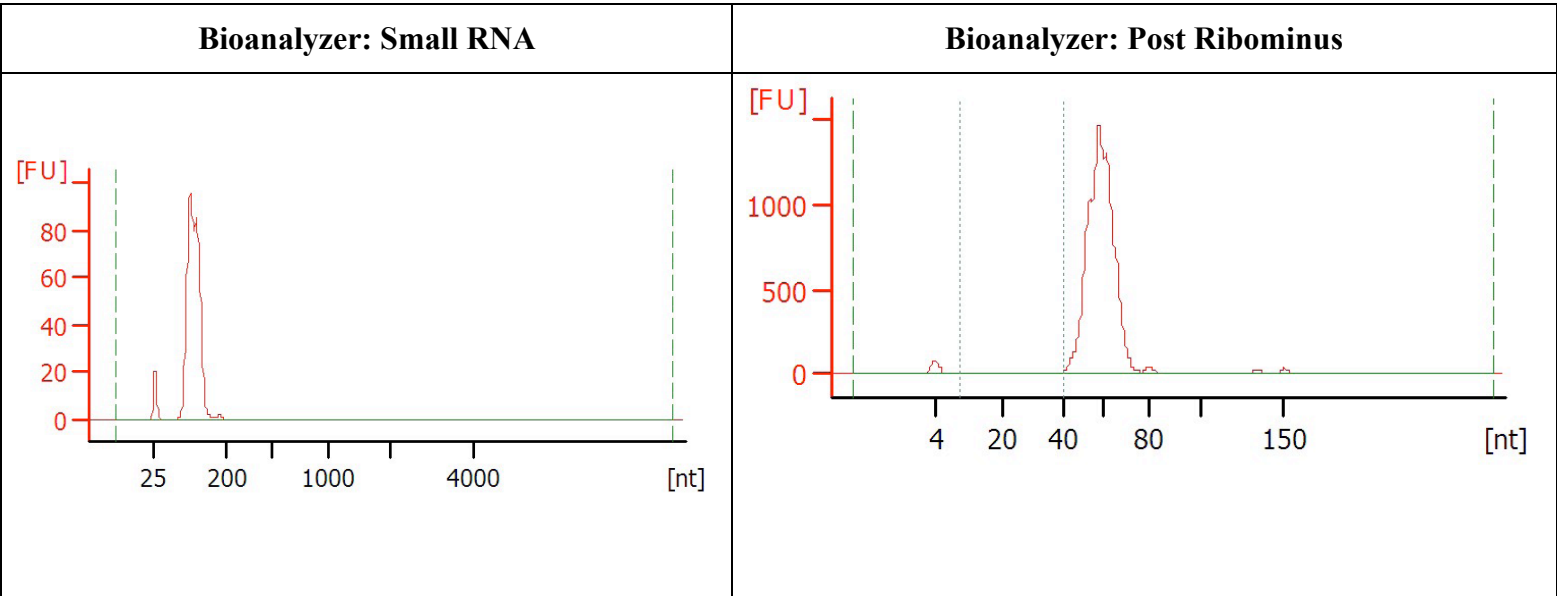 Bioanalyzer: Small RNA
Bioanalyzer: Post Ribominus
[FU]
80
60
40
20
0
25 200 1000 4000 [nt]
[FU]
1000
500
0
4 20 40 80 150 [nt]